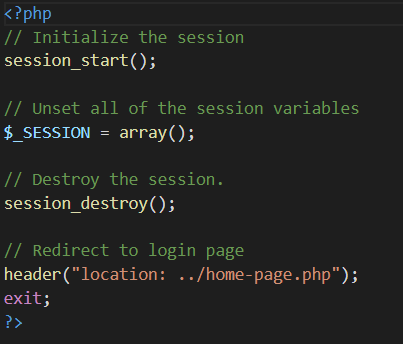 <?php
// Initialize the session
session_start();
// Unset all of the session variables
$_SESSION = array();
// Destroy the session.
session_destroy();
// Redirect to login page
header("location: ../home-page.php");
exit;
?>